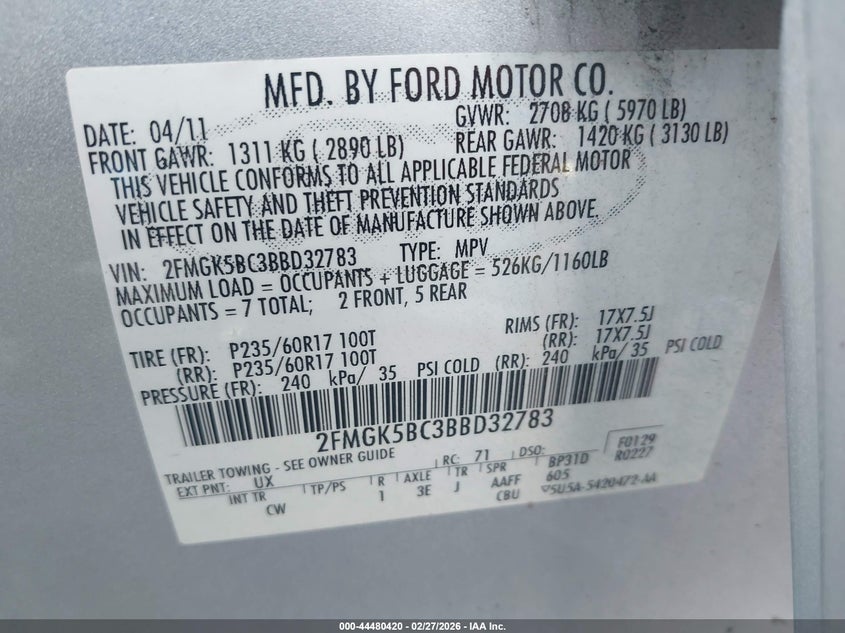 MFD. BY FORD MOTOR CO.
DATE: 04/11 GVWR: 2708 KG ( 5970 LB)
FRONT GAWR: 1311 KG ( 2890 LB) REAR GAWR: 1420 KG ( 3130 LB)
THIS VEHICLE CONFORMS TO ALL APPLICABLE FEDERAL MOTOR
VEHICLE SAFETY AND THEFT PREVENTION STANDARDS
IN EFFECT ON THE DATE OF MANUFACTURE SHOWN ABOVE.
VIN: 2FMGK5BC3BBD32783 TYPE: MPV
MAXIMUM LOAD = OCCUPANTS + LUGGAGE = 526KG/1160LB
OCCUPANTS = 7 TOTAL; 2 FRONT, 5 REAR
TIRE (FR): P235/60R17 100T RIMS (FR): 17X7.5J
(RR): P235/60R17 100T (RR): 17X7.5J
PRESSURE (FR): 240 kPa/ 35 PSI COLD (RR): 240 kPa/ 35 PSI COLD
2FMGK5BC3BBD32783
TRAILER TOWING - SEE OWNER GUIDE
F0129
EXT PNT: UX RC: 71 DSO: BP31D R0227
INT TR TP/PS R AXLE TR SPR 605
CW 1 3E J AAFF
CBU 5U5A-5420472-AA
000-44480420 - 02/27/2026 - IAA Inc.